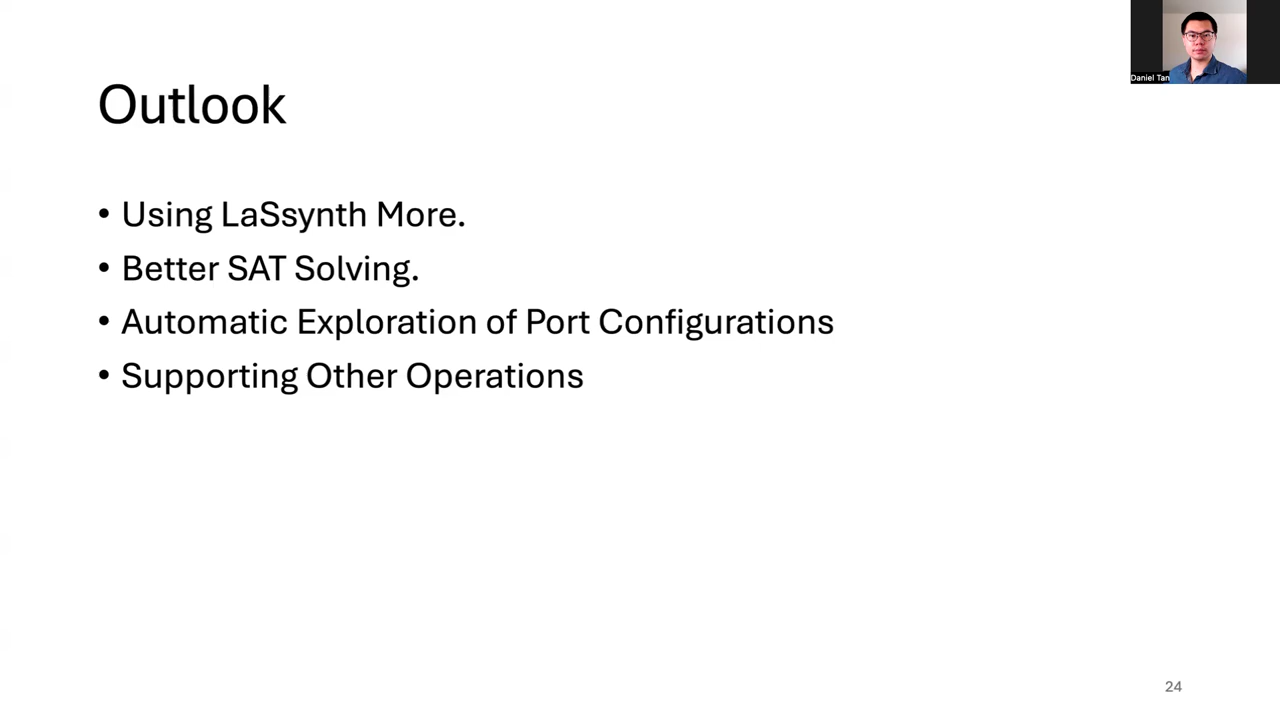 Outlook
• Using LaSsynth More.
• Better SAT Solving.
• Automatic Exploration of Port Configurations
• Supporting Other Operations
Daniel Tan
24